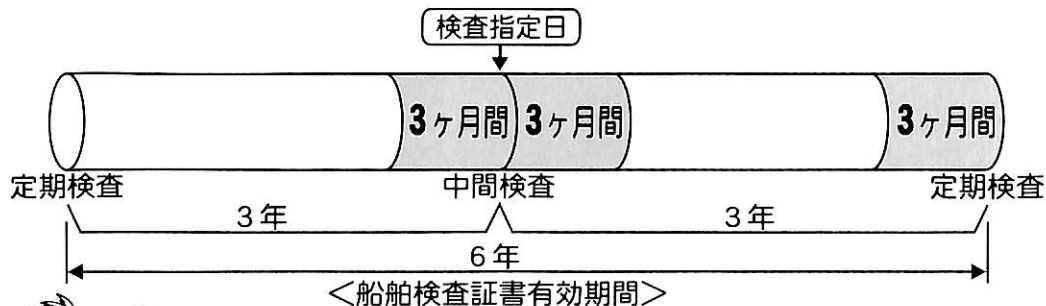 検査指定日
3ヶ月間 3ヶ月間 3ヶ月間
定期検査 中間検査 定期検査
3年 3年
6年
<船舶検査証書有効期間>